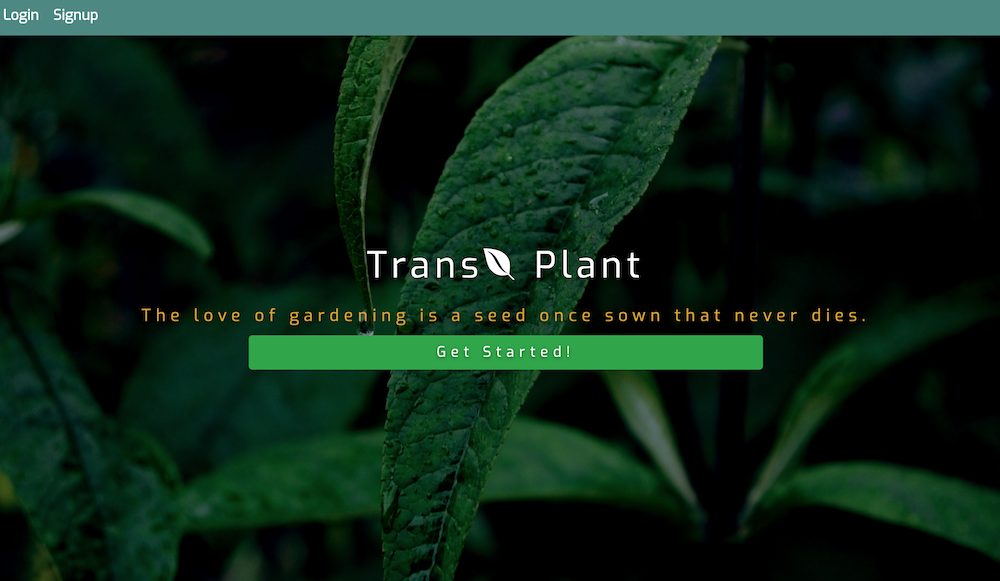 Login Signup
Trans Plant
The love of gardening is a seed once sown that never dies.
Get Started!